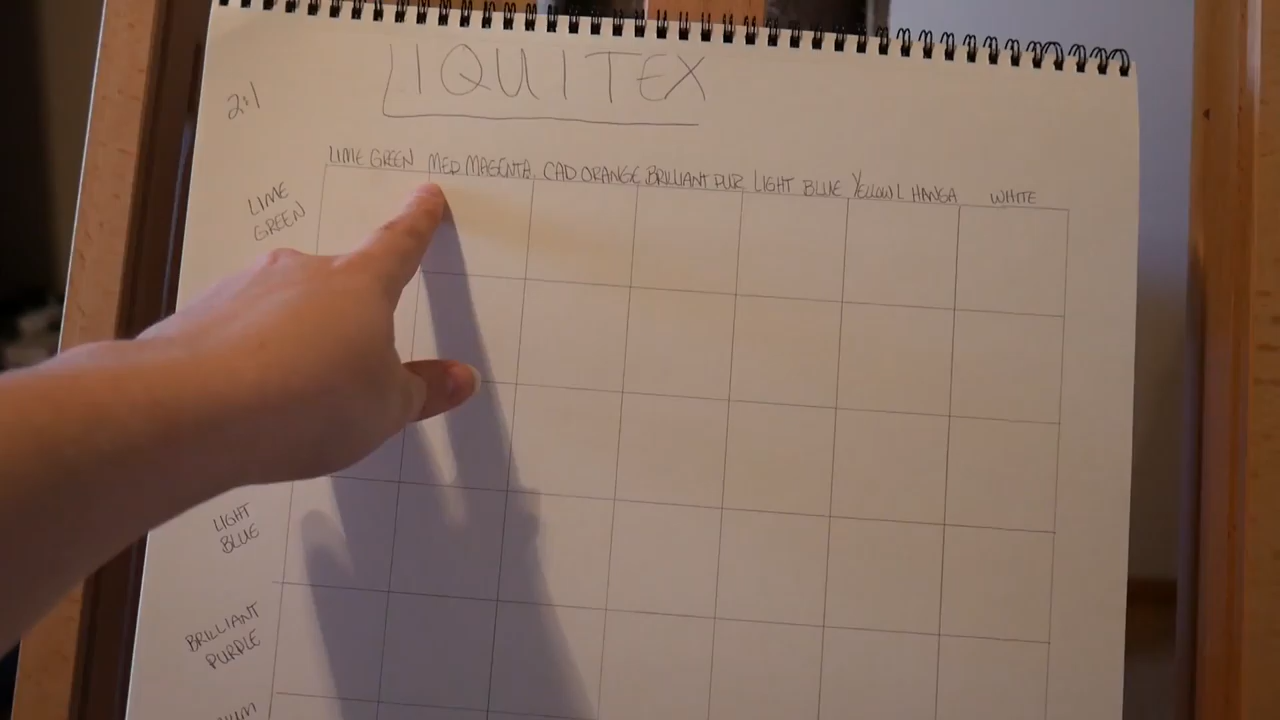 LIQUITEX
2:1
LIME GREEN MED MAGENTA CAD ORANGE BRILLIANT PUR LIGHT BLUE YELLOW L HANSA WHITE
LIME
GREEN
LIGHT
BLUE
BRILLIANT
PURPLE